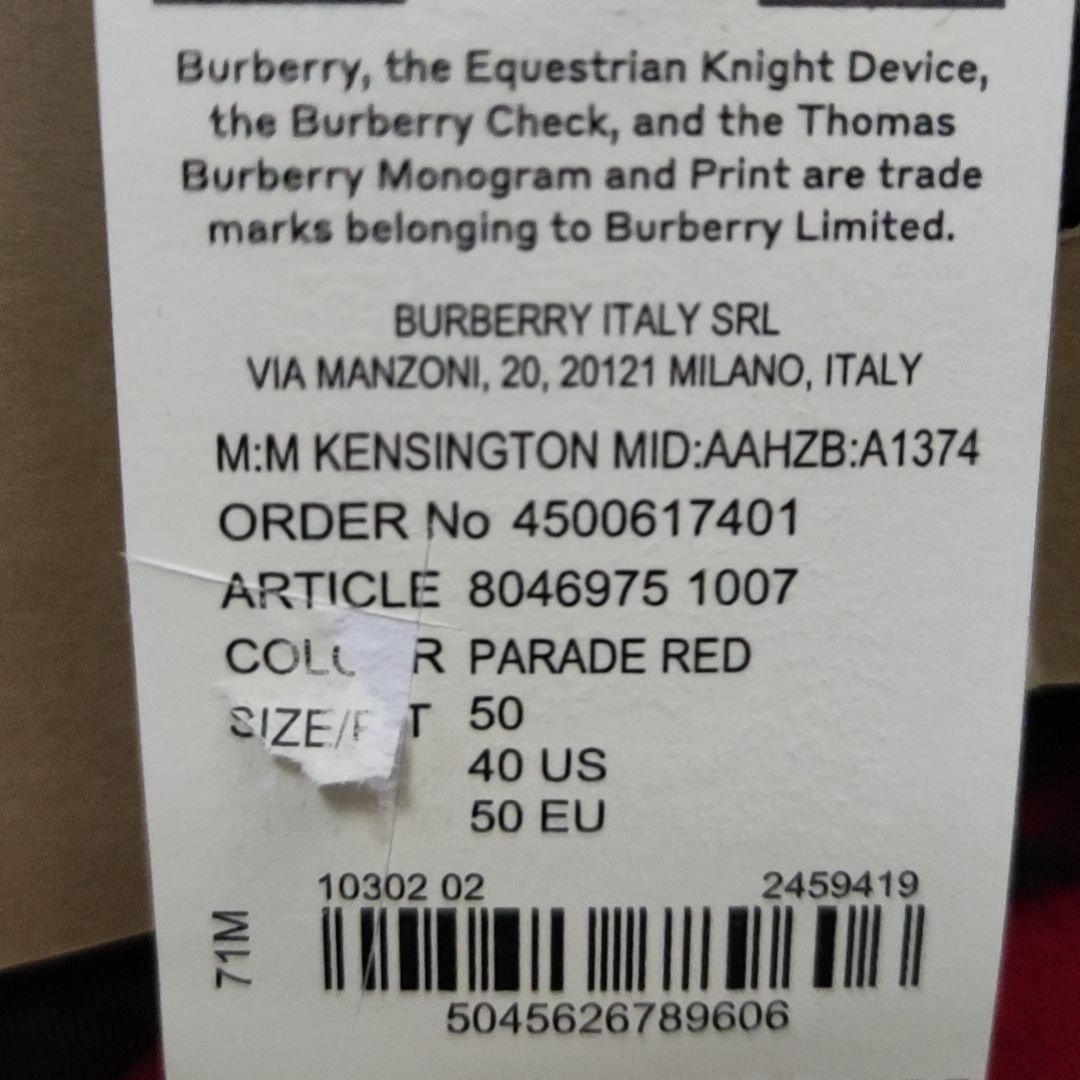 Burberry, the Equestrian Knight Device,
the Burberry Check, and the Thomas
Burberry Monogram and Print are trade
marks belonging to Burberry Limited.
BURBERRY ITALY SRL
VIA MANZONI, 20, 20121 MILANO, ITALY
M:M KENSINGTON MID:AAHZB:A1374
ORDER No 4500617401
ARTICLE 8046975 1007
PARADE RED
50
40 US
50 EU
10302 02 2459419
71M
5045626789606